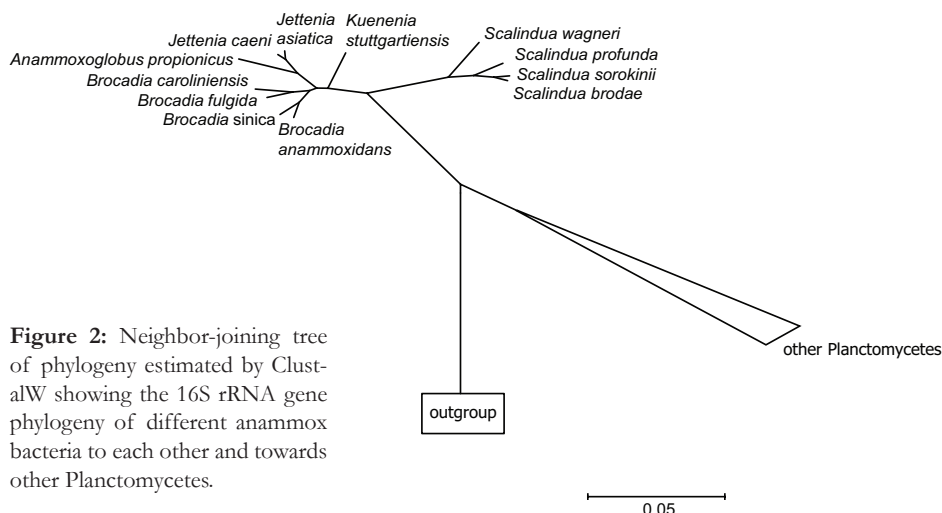 Jettenia
asiatica
Kuenenia
stuttgartiensis
Jettenia caeni
Anammoxoglobus propionicus
Brocadia caroliniensis
Brocadia fulgida
Brocadia sinica
Brocadia
anammoxidans
Scalindua wagneri
Scalindua profunda
Scalindua sorokinii
Scalindua brodae
other Planctomycetes
outgroup
0.05
Figure 2: Neighbor-joining tree
of phylogeny estimated by Clust-
alW showing the 16S rRNA gene
phylogeny of different anammox
bacteria to each other and towards
other Planctomycetes.